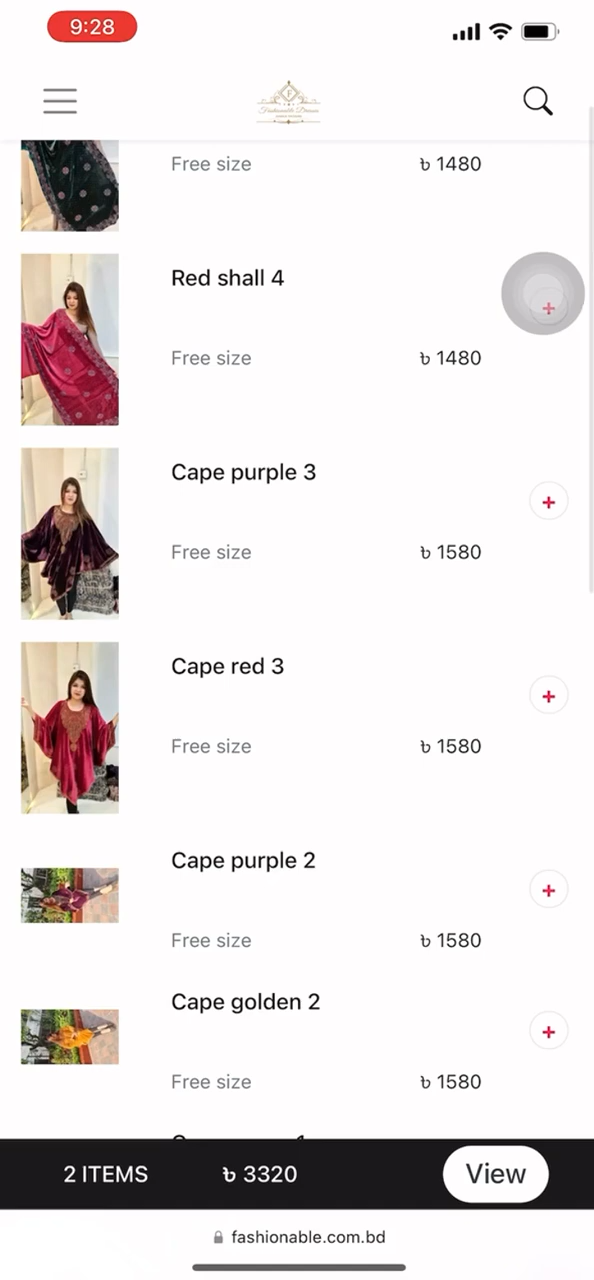 9:28
Fashionable Dream
Free size ৳ 1480
Red shall 4
+
Free size ৳ 1480
Cape purple 3
+
Free size ৳ 1580
Cape red 3
+
Free size ৳ 1580
Cape purple 2
+
Free size ৳ 1580
Cape golden 2
+
Free size ৳ 1580
2 ITEMS ৳ 3320 View
fashionable.com.bd